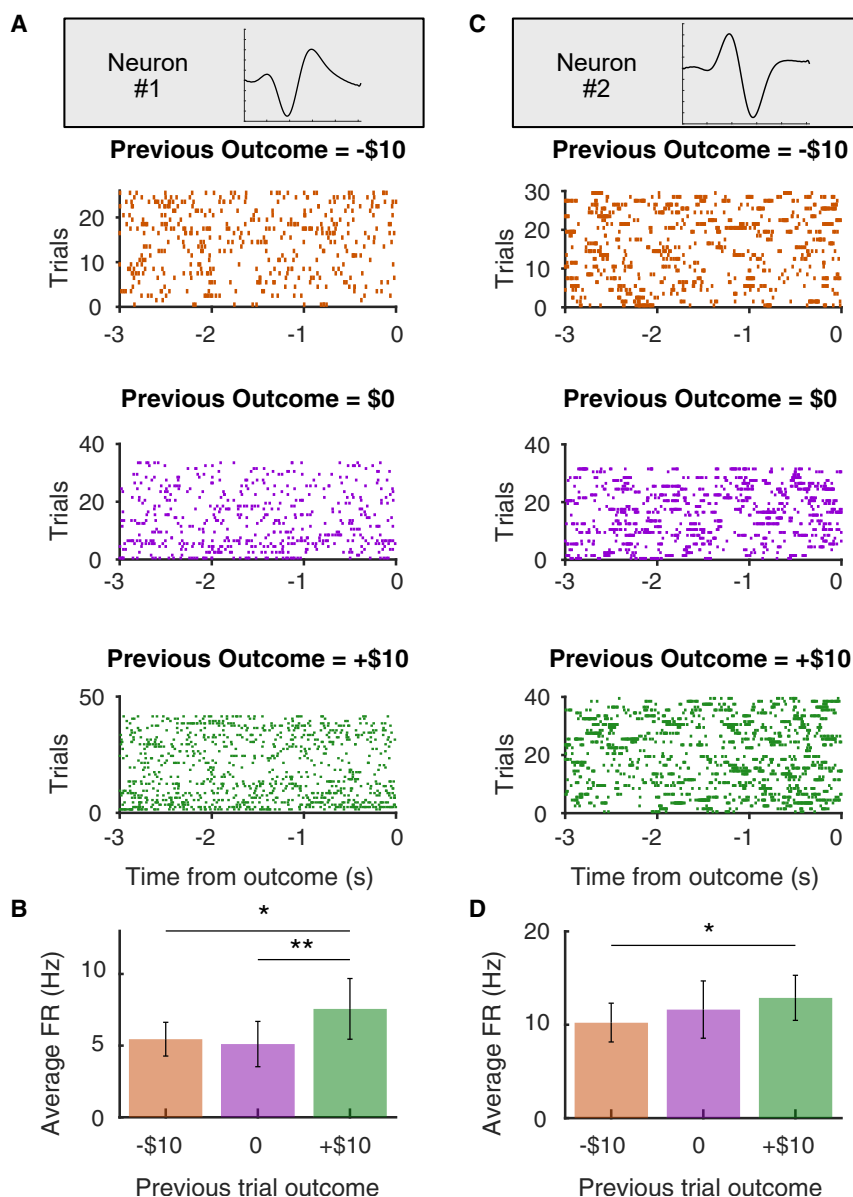 A
Neuron
#1
Previous Outcome = -$10
Trials
20
10
0
-3
-2
-1
0
Previous Outcome = $0
Trials
40
20
0
-3
-2
-1
0
Previous Outcome = +$10
Trials
50
0
-3
-2
-1
0
Time from outcome (s)
B
Average FR (Hz)
10
5
0
*
**
-$10
0
+$10
Previous trial outcome
C
Neuron
#2
Previous Outcome = -$10
Trials
30
20
10
0
-3
-2
-1
0
Previous Outcome = $0
Trials
40
20
0
-3
-2
-1
0
Previous Outcome = +$10
Trials
40
20
0
-3
-2
-1
0
Time from outcome (s)
D
Average FR (Hz)
20
10
0
*
-$10
0
+$10
Previous trial outcome